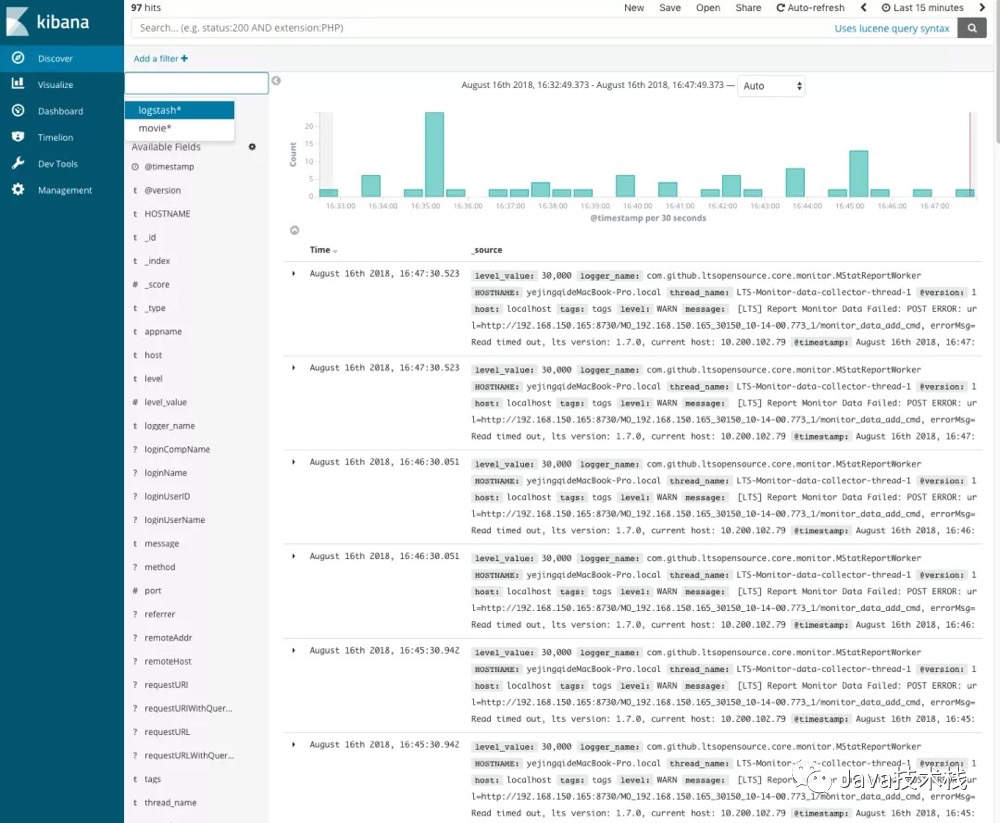 kibana
Discover
Visualize
Dashboard
Timelion
Dev Tools
Management
97 hits
New Save Open Share Auto-refresh Last 15 minutes
Search... (e.g. status:200 AND extension:PHP)
Uses lucene query syntax
Add a filter +
logstash*
movie*
Available Fields
@timestamp
t @version
t HOSTNAME
t _id
t _index
# _score
t _type
t appname
t host
t level
# level_value
t logger_name
? loginCompName
? loginName
? loginUserID
? loginUserName
t message
? method
# port
? referrer
? remoteAddr
? remoteHost
? requestURI
? requestURIWithQuer...
? requestURL
? requestURLWithQuer...
t tags
t thread_name
August 16th 2018, 16:32:49.373 - August 16th 2018, 16:47:49.373 — Auto
Count
20
15
10
5
0
16:33:00 16:34:00 16:35:00 16:36:00 16:37:00 16:38:00 16:39:00 16:40:00 16:41:00 16:42:00 16:43:00 16:44:00 16:45:00 16:46:00 16:47:00
@timestamp per 30 seconds
Time _source
August 16th 2018, 16:47:30.523 level_value: 30,000 logger_name: com.github.ltsopensource.core.monitor.MStatReportWorker
HOSTNAME: yejingqideMacBook-Pro.local thread_name: LTS-Monitor-data-collector-thread-1 @version: 1
host: localhost tags: tags level: WARN message: [LTS] Report Monitor Data Failed: POST ERROR: ur
l=http://192.168.150.165:8730/MO_192.168.150.165_30150_10-14-00.773_1/monitor_data_add_cmd, errorMsg=
Read timed out, lts version: 1.7.0, current host: 10.200.102.79 @timestamp: August 16th 2018, 16:47:
August 16th 2018, 16:47:30.523 level_value: 30,000 logger_name: com.github.ltsopensource.core.monitor.MStatReportWorker
HOSTNAME: yejingqideMacBook-Pro.local thread_name: LTS-Monitor-data-collector-thread-1 @version: 1
host: localhost tags: tags level: WARN message: [LTS] Report Monitor Data Failed: POST ERROR: ur
l=http://192.168.150.165:8730/MO_192.168.150.165_30150_10-14-00.773_1/monitor_data_add_cmd, errorMsg=
Read timed out, lts version: 1.7.0, current host: 10.200.102.79 @timestamp: August 16th 2018, 16:47:
August 16th 2018, 16:46:30.051 level_value: 30,000 logger_name: com.github.ltsopensource.core.monitor.MStatReportWorker
HOSTNAME: yejingqideMacBook-Pro.local thread_name: LTS-Monitor-data-collector-thread-1 @version: 1
host: localhost tags: tags level: WARN message: [LTS] Report Monitor Data Failed: POST ERROR: ur
l=http://192.168.150.165:8730/MO_192.168.150.165_30150_10-14-00.773_1/monitor_data_add_cmd, errorMsg=
Read timed out, lts version: 1.7.0, current host: 10.200.102.79 @timestamp: August 16th 2018, 16:46:
August 16th 2018, 16:46:30.051 level_value: 30,000 logger_name: com.github.ltsopensource.core.monitor.MStatReportWorker
HOSTNAME: yejingqideMacBook-Pro.local thread_name: LTS-Monitor-data-collector-thread-1 @version: 1
host: localhost tags: tags level: WARN message: [LTS] Report Monitor Data Failed: POST ERROR: ur
l=http://192.168.150.165:8730/MO_192.168.150.165_30150_10-14-00.773_1/monitor_data_add_cmd, errorMsg=
Read timed out, lts version: 1.7.0, current host: 10.200.102.79 @timestamp: August 16th 2018, 16:46:
August 16th 2018, 16:45:30.942 level_value: 30,000 logger_name: com.github.ltsopensource.core.monitor.MStatReportWorker
HOSTNAME: yejingqideMacBook-Pro.local thread_name: LTS-Monitor-data-collector-thread-1 @version: 1
host: localhost tags: tags level: WARN message: [LTS] Report Monitor Data Failed: POST ERROR: ur
l=http://192.168.150.165:8730/MO_192.168.150.165_30150_10-14-00.773_1/monitor_data_add_cmd, errorMsg=
Read timed out, lts version: 1.7.0, current host: 10.200.102.79 @timestamp: August 16th 2018, 16:45:
August 16th 2018, 16:45:30.942 level_value: 30,000 logger_name: com.github.ltsopensource.core.monitor.MStatReportWorker
HOSTNAME: yejingqideMacBook-Pro.local thread_name: LTS-Monitor-data-collector-thread-1 @version: 1
host: localhost tags: tags level: WARN message: [LTS] Report Monitor Data Failed: POST ERROR: ur
l=http://192.168.150.165:8730/MO_192.168.150.165_30150_10-14-00.773_1/monitor_data_add_cmd, errorMsg=
Read timed out, lts version: 1.7.0, current host: 10.200.102.79 @timestamp: August 16th 2018, 16:45:
Java技术栈